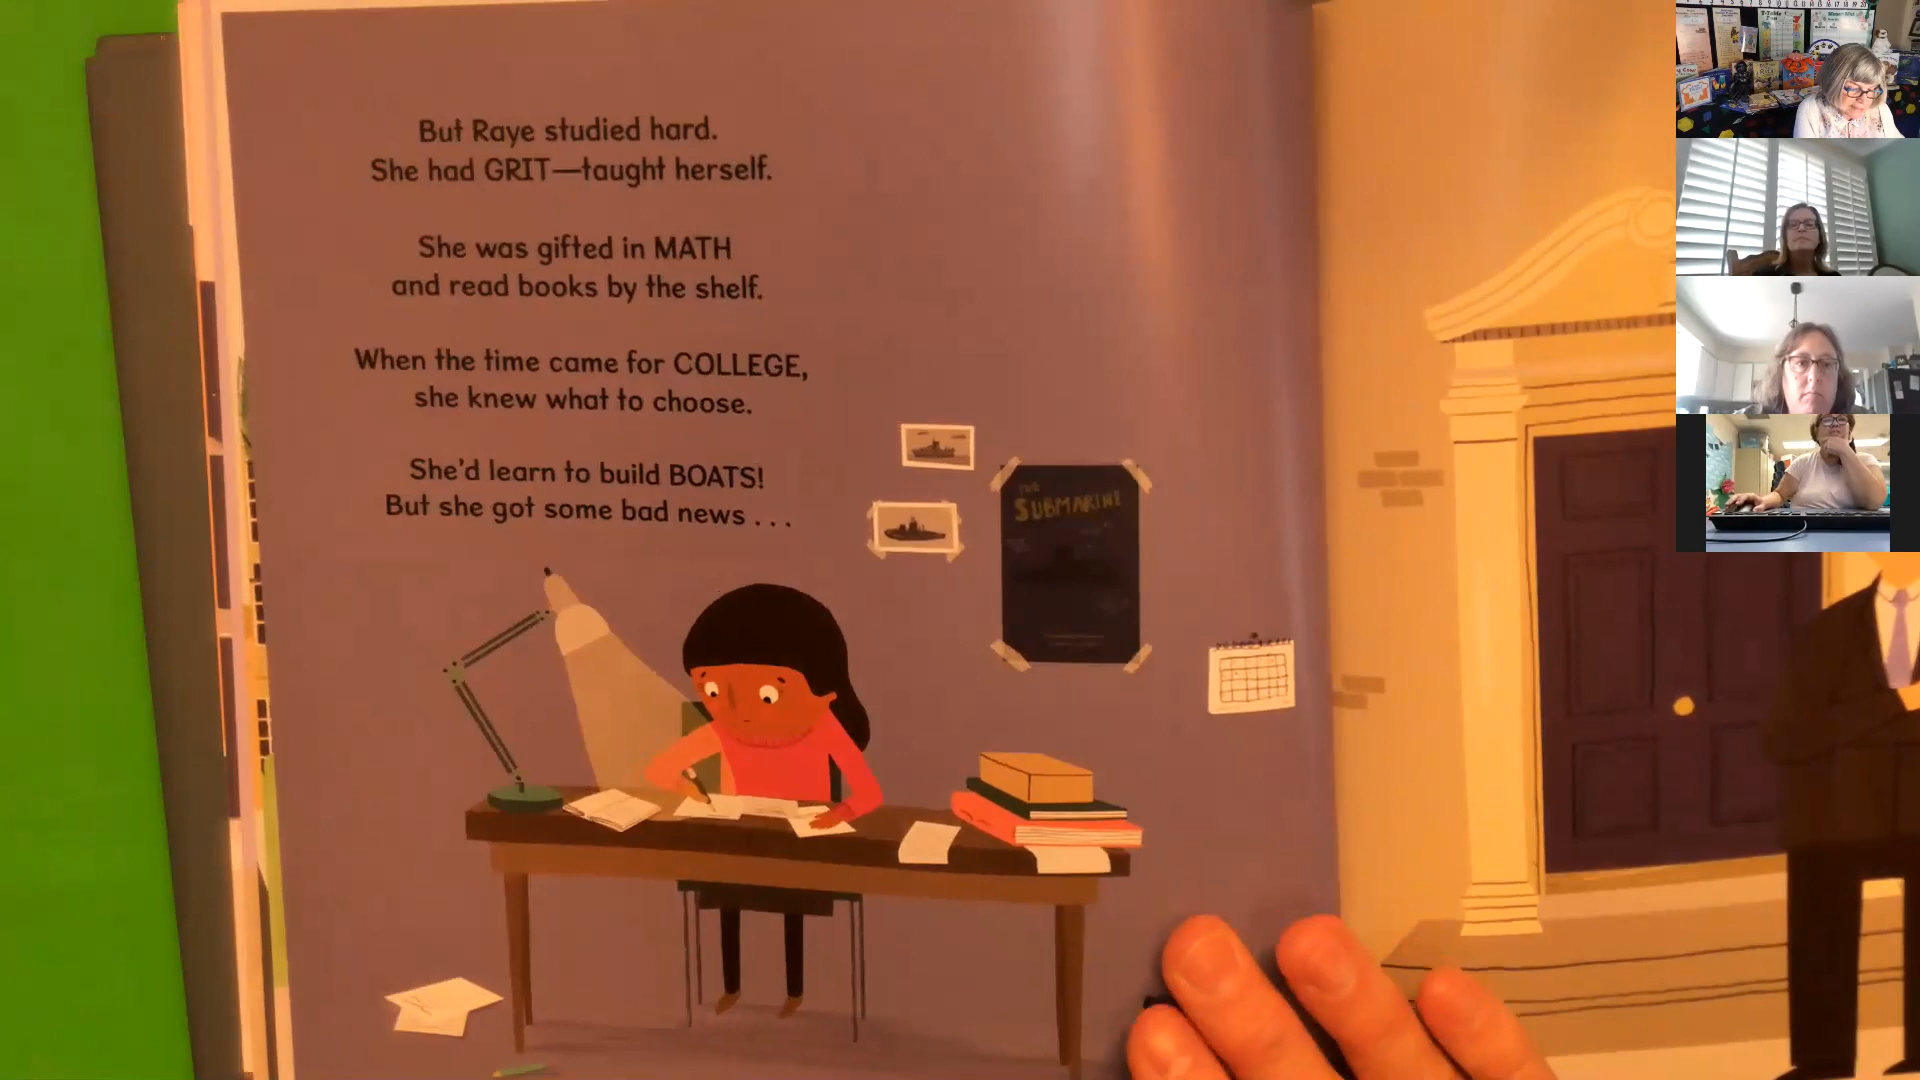 But Raye studied hard.
She had GRIT—taught herself.
She was gifted in MATH
and read books by the shelf.
When the time came for COLLEGE,
she knew what to choose.
She'd learn to build BOATS!
But she got some bad news . . .
SUBMARINE